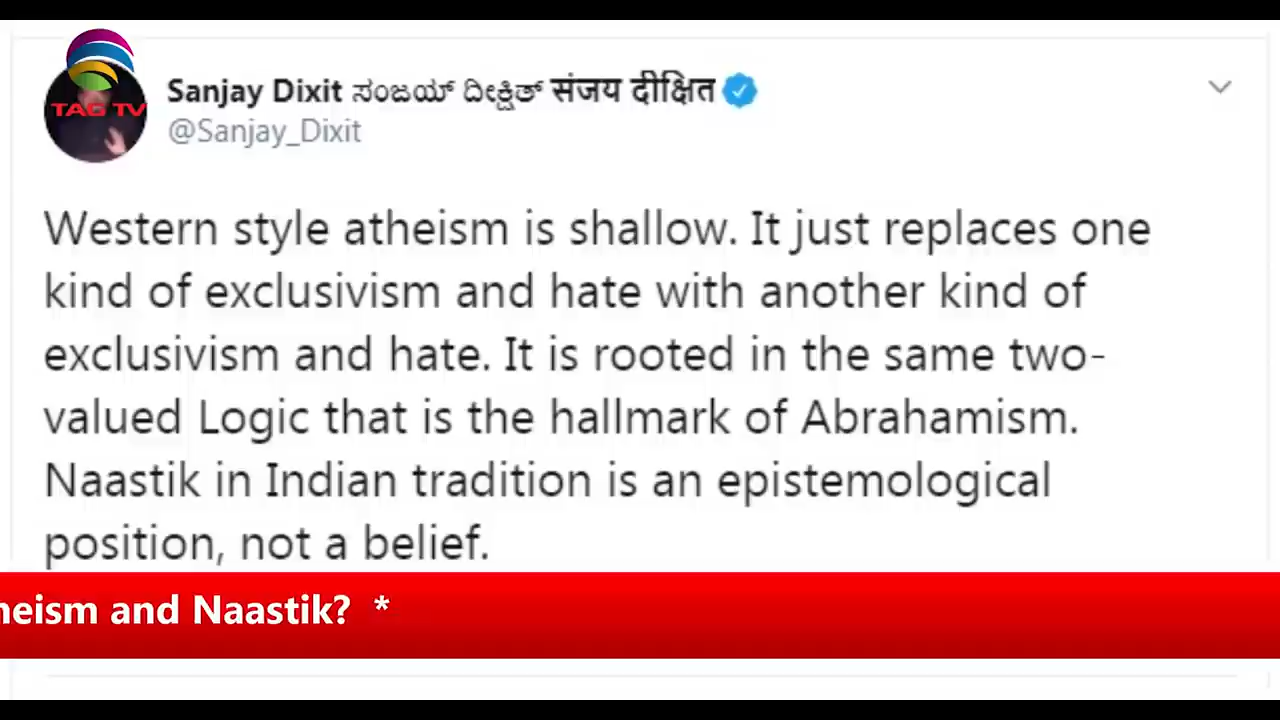 TAG TV
Sanjay Dixit ಸಂಜಯ್ ದೀಕ್ಷಿತ್ संजय दीक्षित
@Sanjay_Dixit
Western style atheism is shallow. It just replaces one
kind of exclusivism and hate with another kind of
exclusivism and hate. It is rooted in the same two-
valued Logic that is the hallmark of Abrahamism.
Naastik in Indian tradition is an epistemological
position, not a belief.
heism and Naastik? *